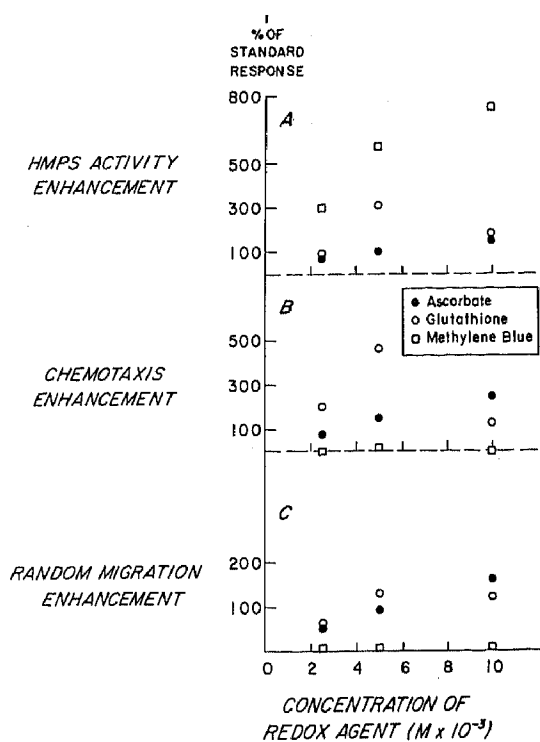 % OF
STANDARD
RESPONSE
800
A
HMPS ACTIVITY
ENHANCEMENT
500
300
100
Ascorbate
Glutathione
Methylene Blue
B
500
CHEMOTAXIS
ENHANCEMENT
300
100
C
RANDOM MIGRATION
ENHANCEMENT
200
100
0 2 4 6 8 10
CONCENTRATION OF
REDOX AGENT (M x 10⁻³)